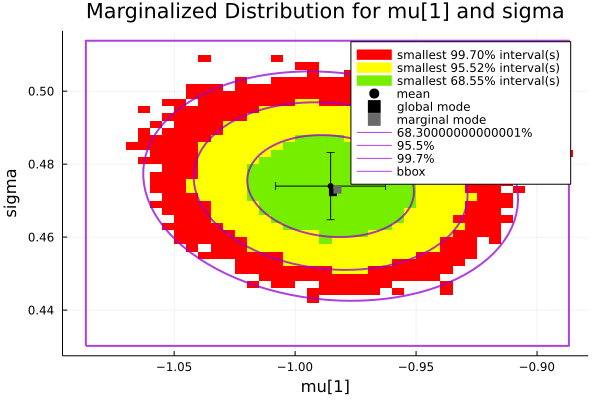 Marginalized Distribution for mu[1] and sigma
smallest 99.70% interval(s)
smallest 95.52% interval(s)
smallest 68.55% interval(s)
mean
global mode
marginal mode
68.30000000000001%
95.5%
99.7%
bbox
0.50
0.48
0.46
0.44
sigma
−1.05
−1.00
−0.95
−0.90
mu[1]